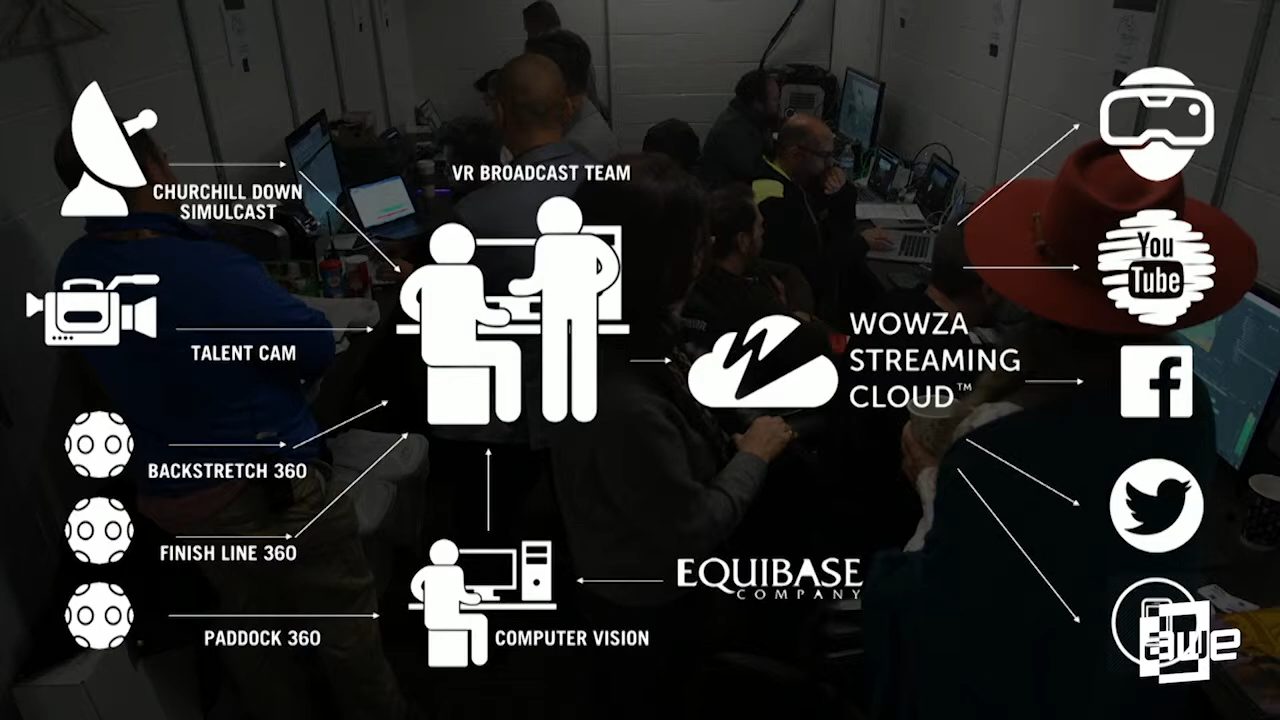 CHURCHILL DOWN
SIMULCAST
VR BROADCAST TEAM
TALENT CAM
BACKSTRETCH 360
FINISH LINE 360
PADDOCK 360
COMPUTER VISION
EQUIBASE
COMPANY
WOWZA
STREAMING
CLOUD™
You
Tube
f
awe